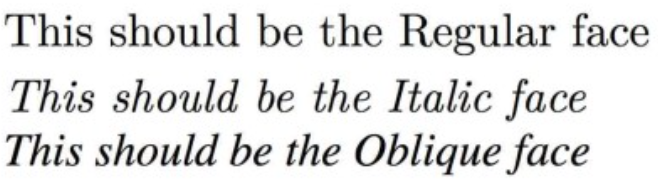 This should be the Regular face
This should be the Italic face
This should be the Oblique face